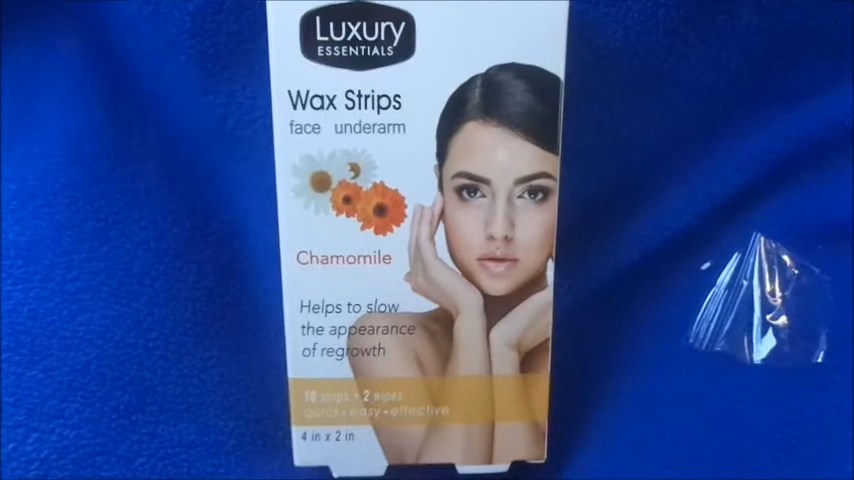 Luxury
ESSENTIALS
Wax Strips
face underarm
Chamomile
Helps to slow
the appearance
of regrowth
10 strips + 2 wipes
quick • easy • effective
4 in x 2 in